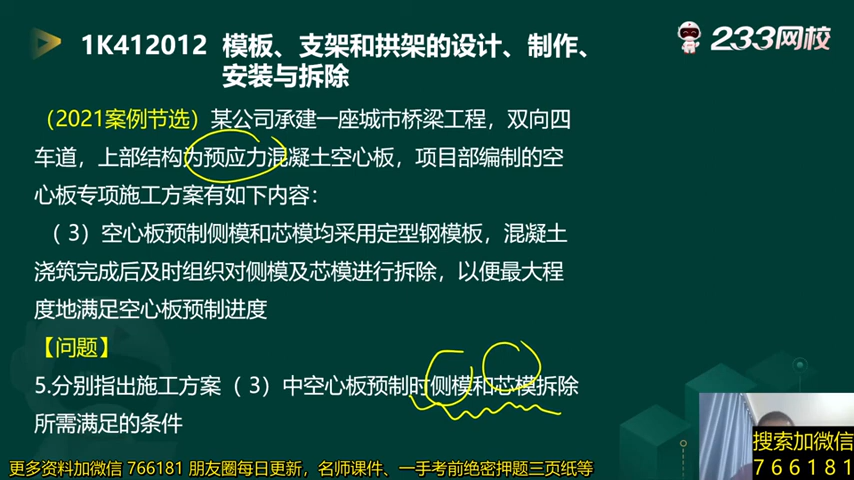 1K412012 模板、支架和拱架的设计、制作、
安装与拆除
233网校
（2021案例节选）某公司承建一座城市桥梁工程，双向四
车道，上部结构为预应力混凝土空心板，项目部编制的空
心板专项施工方案有如下内容：
（3）空心板预制侧模和芯模均采用定型钢模板，混凝土
浇筑完成后及时组织对侧模及芯模进行拆除，以便最大程
度地满足空心板预制进度
【问题】
5.分别指出施工方案（3）中空心板预制时侧模和芯模拆除
所需满足的条件
搜索加微信
766181
更多资料加微信 766181 朋友圈每日更新，名师课件、一手考前绝密押题三页纸等